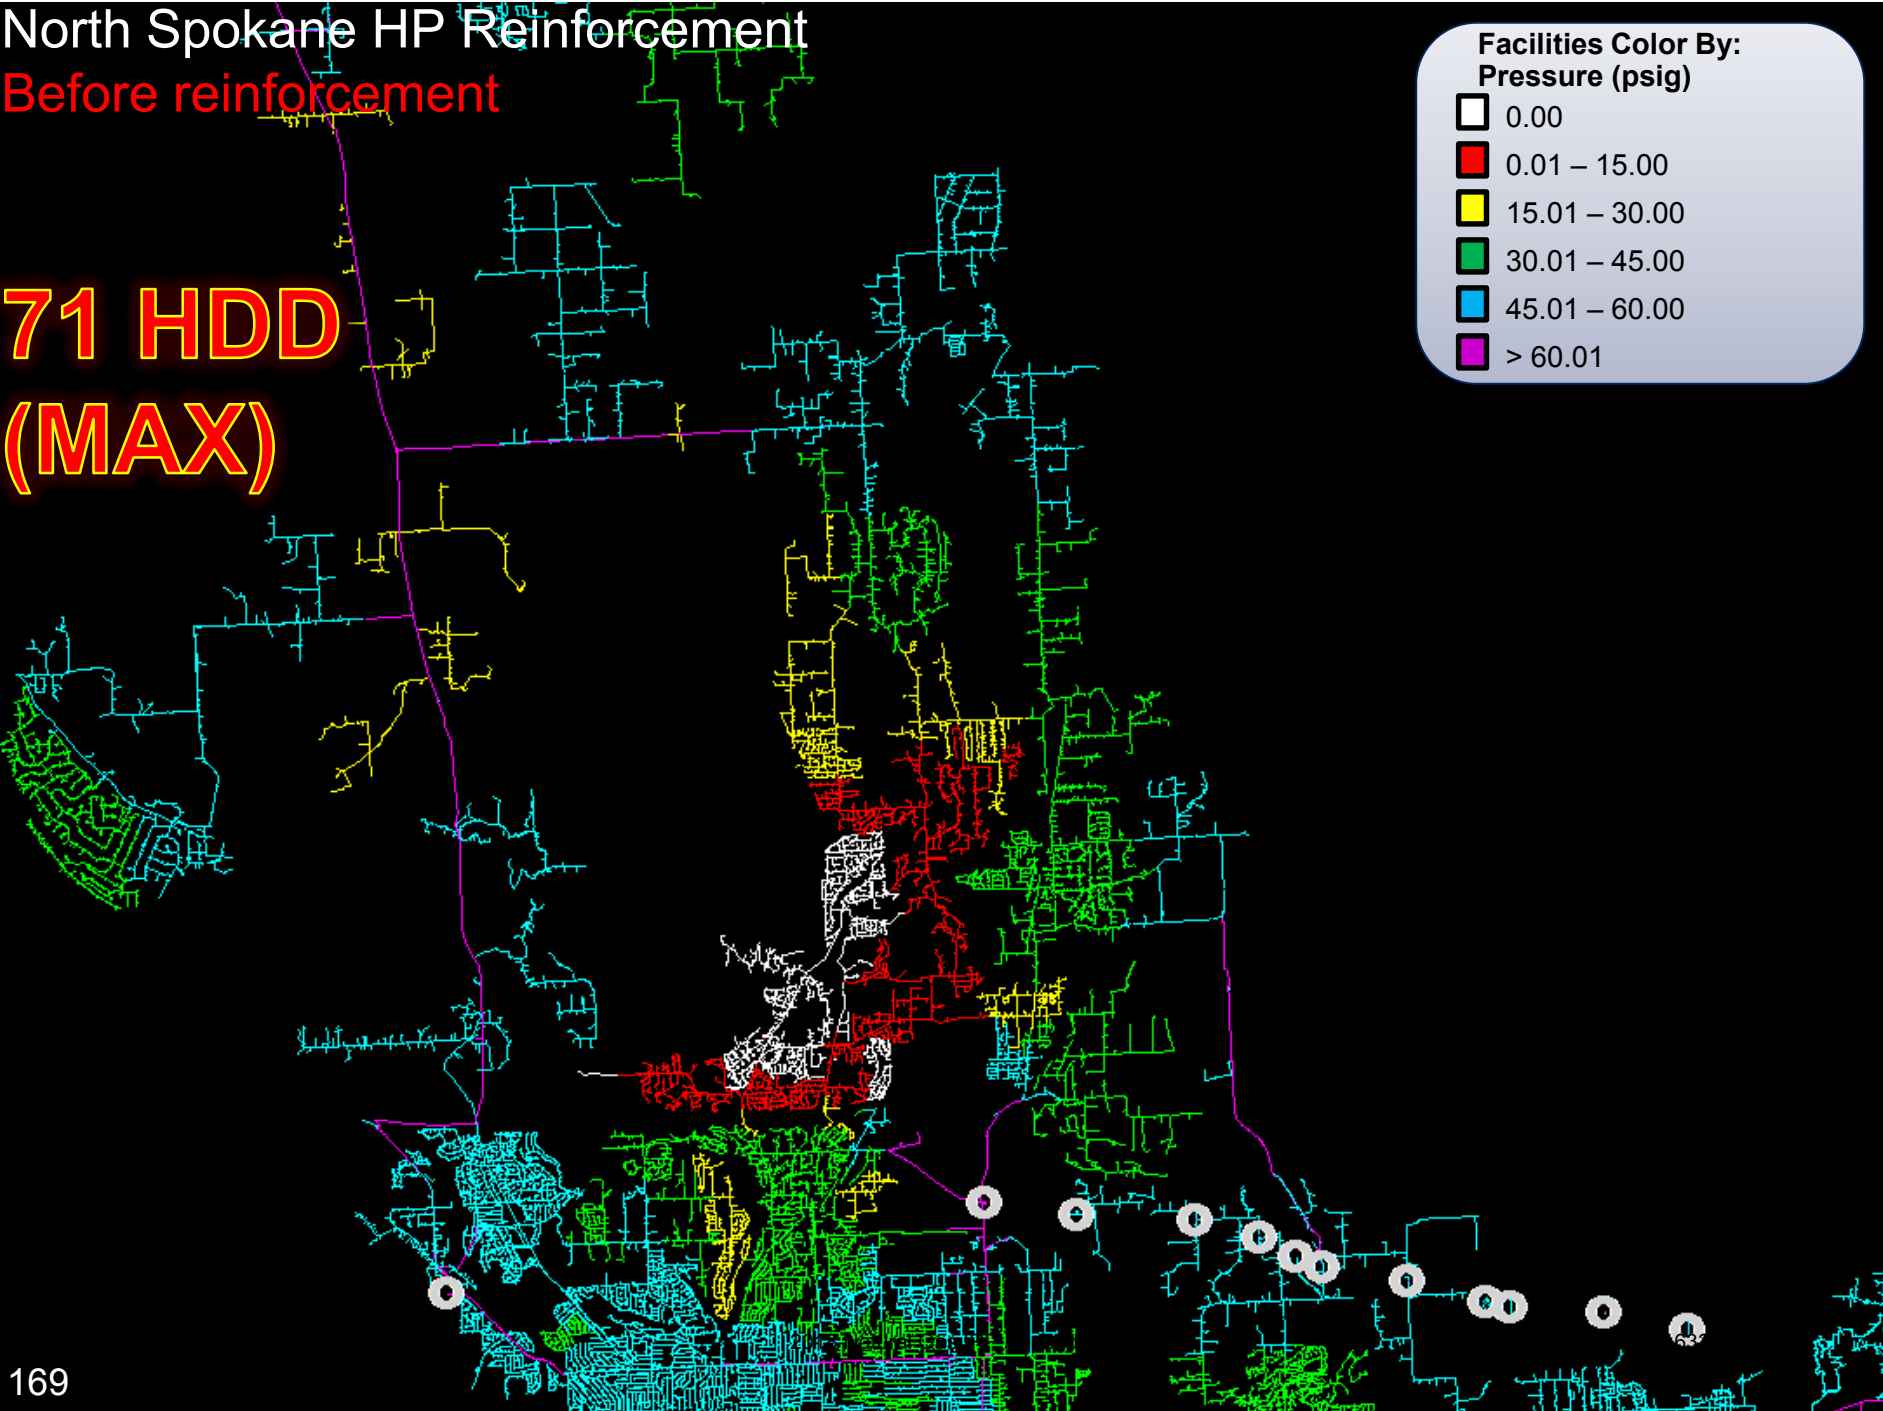 North Spokane HP Reinforcement
Before reinforcement
71 HDD
(MAX)
Facilities Color By:
Pressure (psig)
0.00
0.01 – 15.00
15.01 – 30.00
30.01 – 45.00
45.01 – 60.00
> 60.01
169